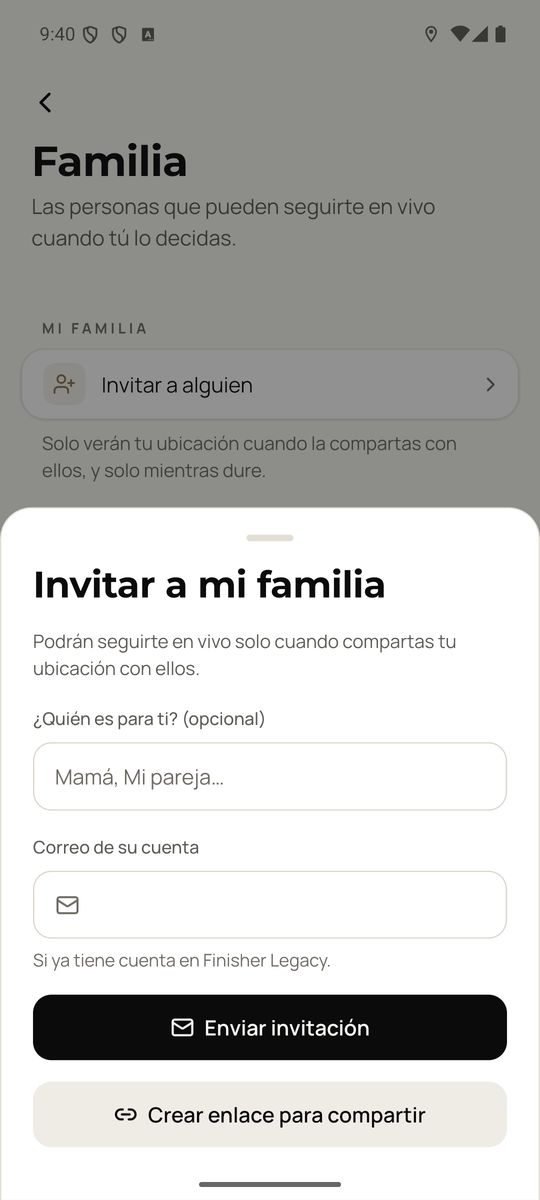 9:40
Familia
Las personas que pueden seguirte en vivo
cuando tú lo decidas.
MI FAMILIA
Invitar a alguien
Solo verán tu ubicación cuando la compartas con
ellos, y solo mientras dure.
Invitar a mi familia
Podrán seguirte en vivo solo cuando compartas tu
ubicación con ellos.
¿Quién es para ti? (opcional)
Mamá, Mi pareja...
Correo de su cuenta
Si ya tiene cuenta en Finisher Legacy.
Enviar invitación
Crear enlace para compartir